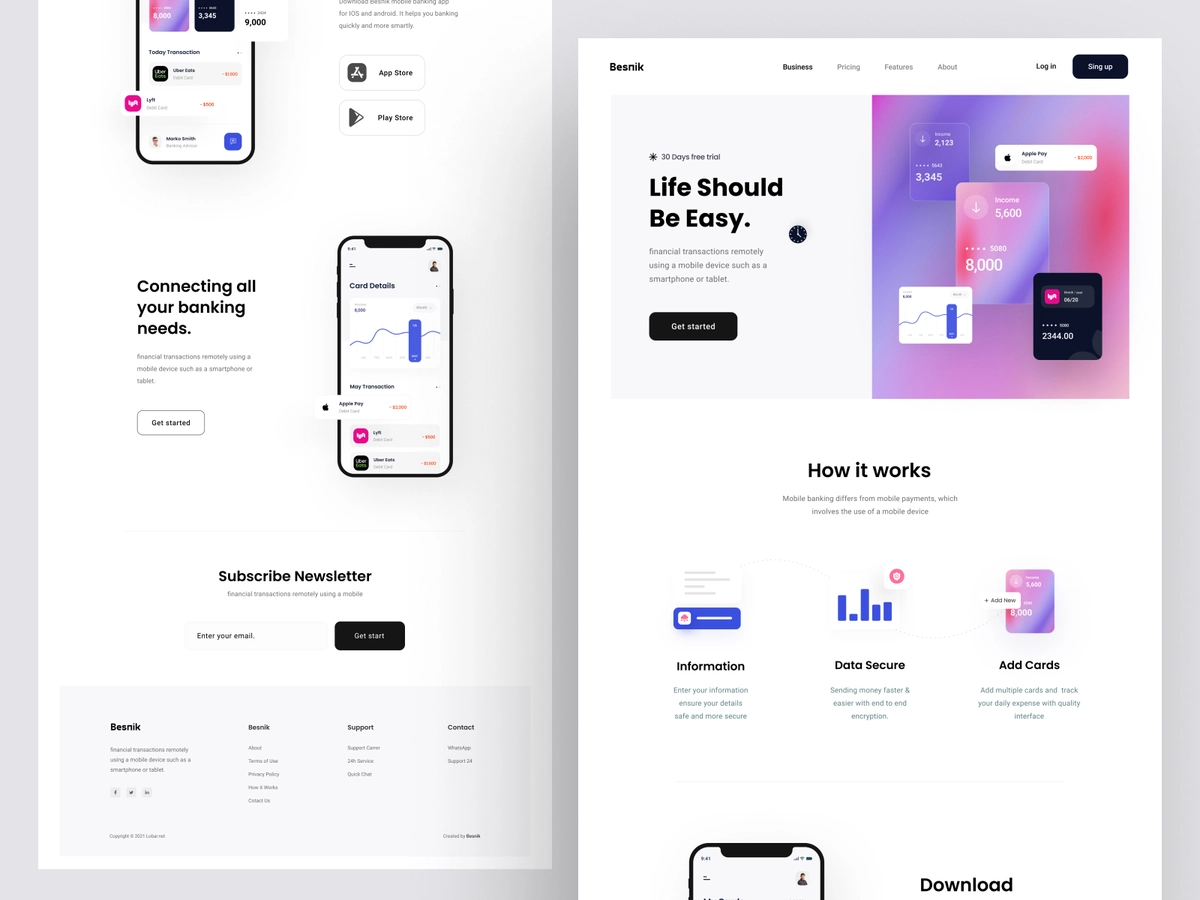 8,000
3,345
3424
9,000
Today Transaction
Uber Eats
Uber Eats
Debit Card
- $1,000
Lyft
Debit Card
- $500
Marko Smith
Banking Advisor
Download Besnik mobile banking app
for IOS and android. It helps you banking
quickly and more smartly.
App Store
Play Store
Connecting all
your banking
needs.
financial transactions remotely using a
mobile device such as a smartphone or
tablet.
Get started
9:41
Card Details
Income
8,000
May Transaction
Apple Pay
Debit Card
- $2,000
Lyft
Debit Card
- $500
Uber Eats
Uber Eats
Debit Card
- $1,000
Subscribe Newsletter
financial transactions remotely using a mobile
Enter your email.
Get start
Besnik
financial transactions remotely
using a mobile device such as a
smartphone or tablet.
Besnik
About
Terms of Use
Privacy Policy
How it Works
Cotact Us
Support
Support Carrer
24h Service
Quick Chat
Contact
WhatsApp
Support 24
Copyright © 2021 Lobai net
Created by Besnik
Besnik
Business
Pricing
Features
About
Log in
Sing up
30 Days free trial
Life Should
Be Easy.
financial transactions remotely
using a mobile device such as a
smartphone or tablet.
Get started
Income
2,123
5643
3,345
Apple Pay
Debit Card
- $2,000
Income
5,600
5080
8,000
8,000
06/20
5080
2344.00
How it works
Mobile banking differs from mobile payments, which
involves the use of a mobile device
Information
Enter your information
ensure your details
safe and more secure
Data Secure
Sending money faster &
easier with end to end
encryption.
Income
5,600
+ Add New
8,000
Add Cards
Add multiple cards and track
your daily expense with quality
interface
9:41
Download